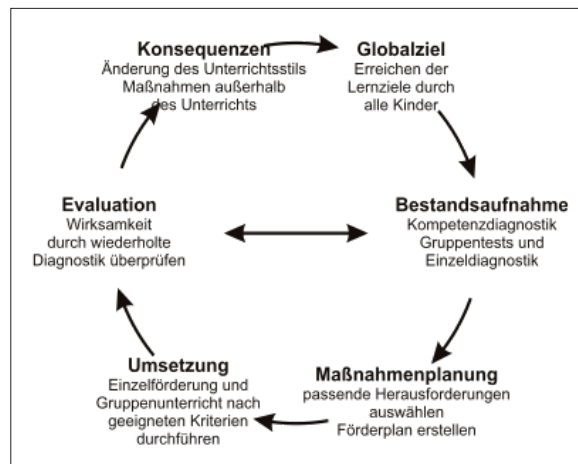 Konsequenzen
Änderung des Unterrichtsstils
Maßnahmen außerhalb
des Unterrichts
Globalziel
Erreichen der
Lernziele durch
alle Kinder
Bestandsaufnahme
Kompetenzdiagnostik
Gruppentests und
Einzeldiagnostik
Maßnahmenplanung
passende Herausforderungen
auswählen
Förderplan erstellen
Umsetzung
Einzelförderung und
Gruppenunterricht nach
geeigneten Kriterien
durchführen
Evaluation
Wirksamkeit
durch wiederholte
Diagnostik überprüfen